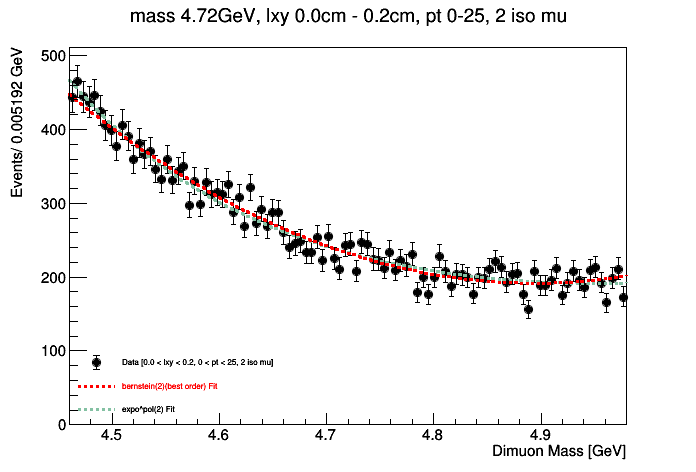 mass 4.72GeV, lxy 0.0cm - 0.2cm, pt 0-25, 2 iso mu
Events/ 0.005192 GeV
500
400
300
200
100
0
Data [0.0 < lxy < 0.2, 0 < pt < 25, 2 iso mu]
bernstein(2)(best order) Fit
expo^pol(2) Fit
4.5 4.6 4.7 4.8 4.9
Dimuon Mass [GeV]